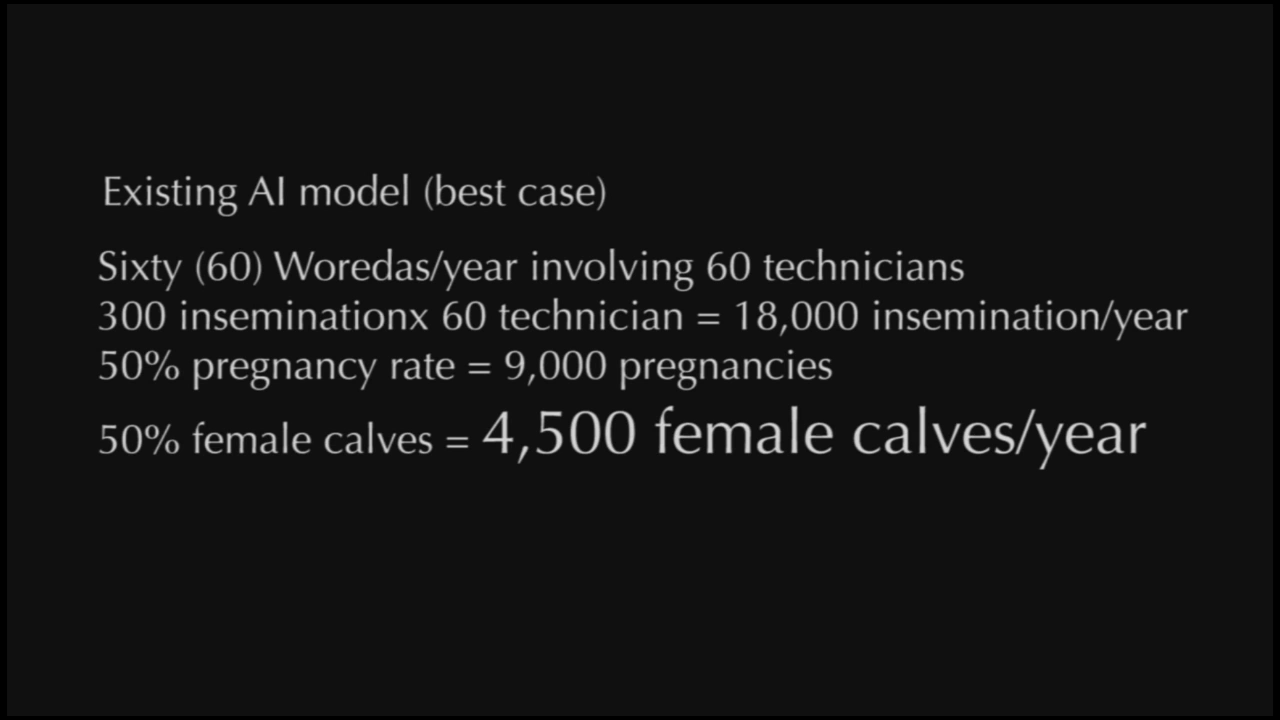 Existing AI model (best case)
Sixty (60) Woredas/year involving 60 technicians
300 inseminationx 60 technician = 18,000 insemination/year
50% pregnancy rate = 9,000 pregnancies
50% female calves = 4,500 female calves/year